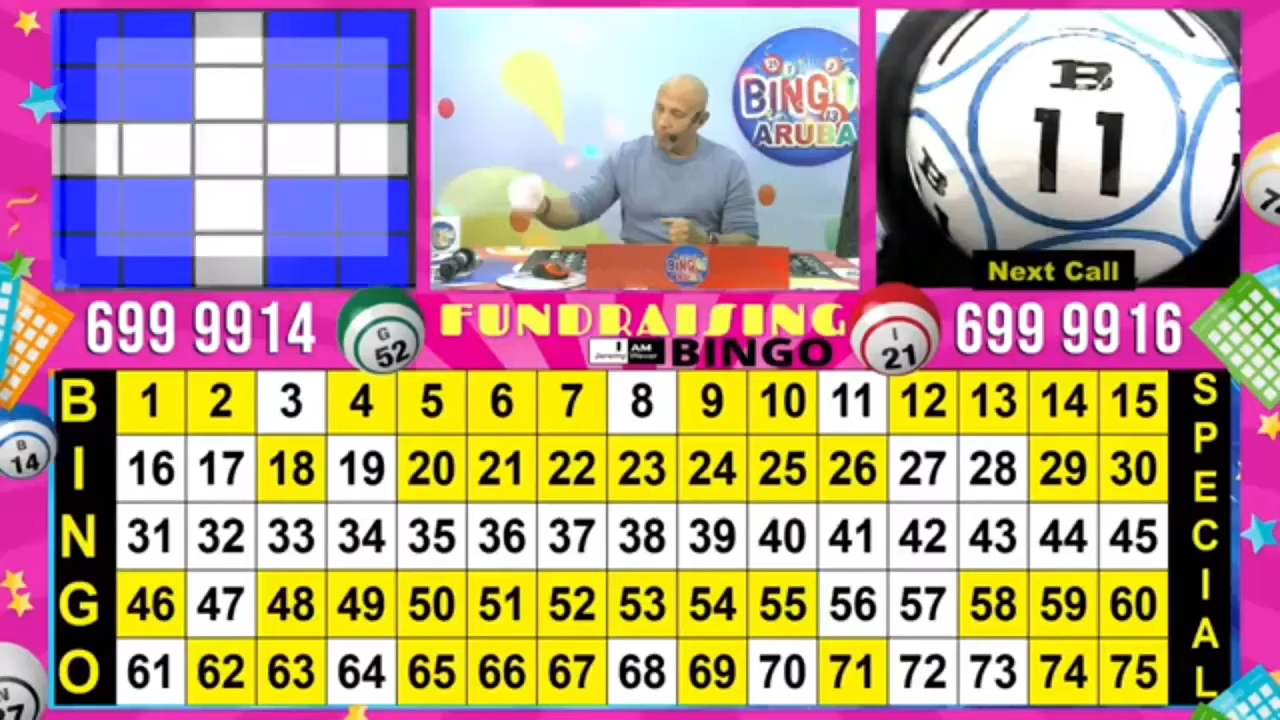 BINGO
ARUBA
B
11
Next Call
699 9914
G
52
FUNDRAISING
I AM
Jeremy Wever
BINGO
I
21
699 9916
B 1 2 3 4 5 6 7 8 9 10 11 12 13 14 15
I 16 17 18 19 20 21 22 23 24 25 26 27 28 29 30
N 31 32 33 34 35 36 37 38 39 40 41 42 43 44 45
G 46 47 48 49 50 51 52 53 54 55 56 57 58 59 60
O 61 62 63 64 65 66 67 68 69 70 71 72 73 74 75
SPECIAL
B
14